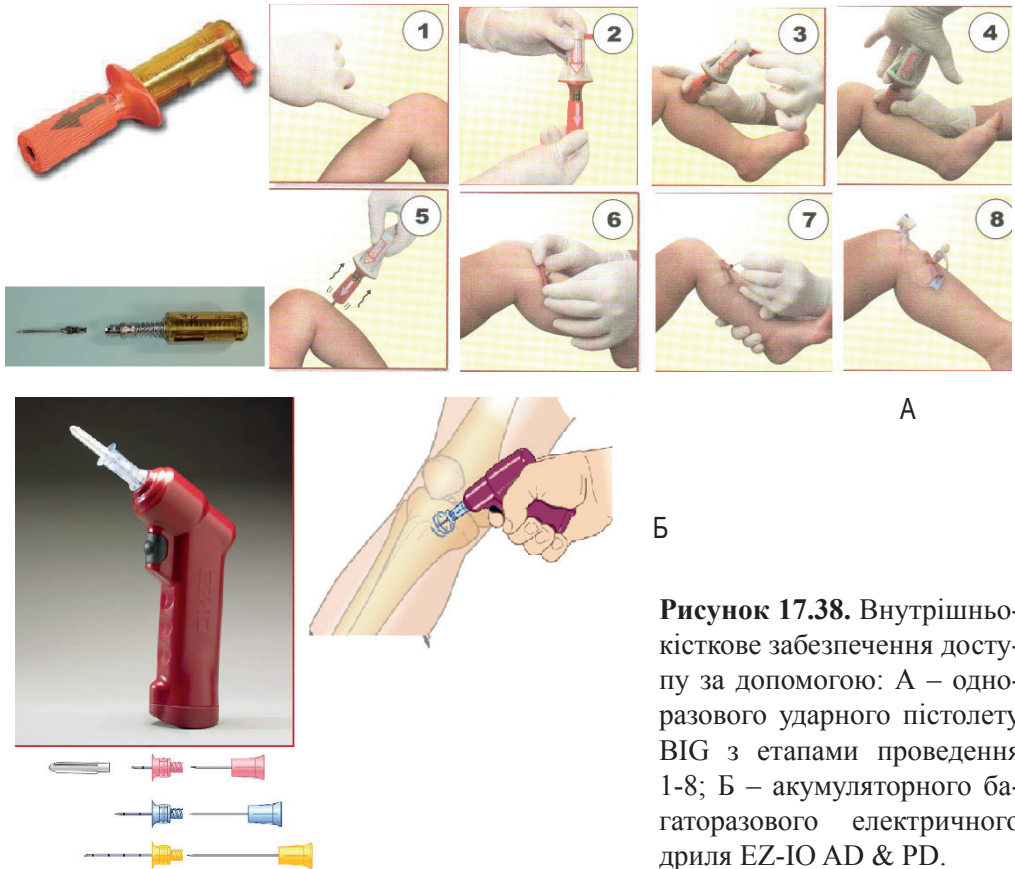 1
2
3
4
5
6
7
8
А
Б
Рисунок 17.38. Внутрішньо-
кісткове забезпечення досту-
пу за допомогою: А – одно-
разового ударного пістолету
BIG з етапами проведення
1-8; Б – акумуляторного ба-
гаторазового електричного
дриля EZ-IO AD & PD.